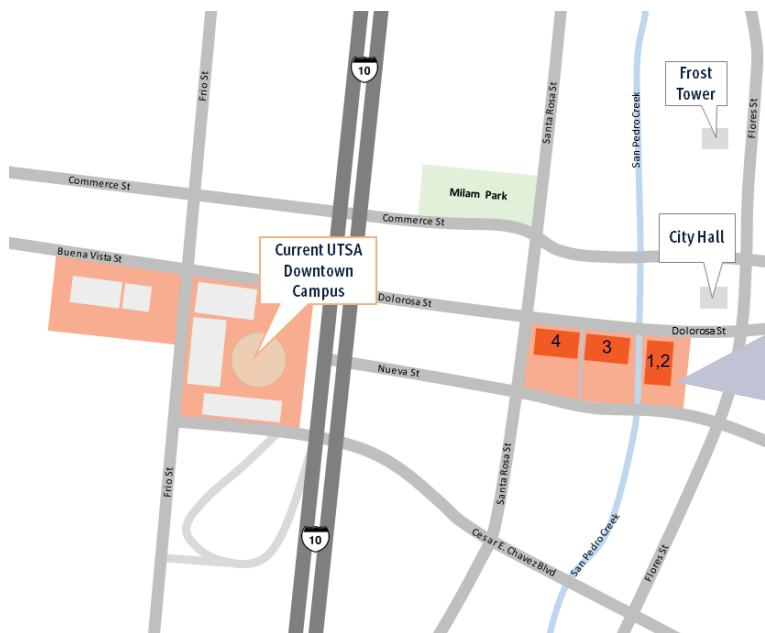 10
Frio St
Santa Rosa St
San Pedro Creek
Flores St
Frost
Tower
Commerce St
Milam Park
Commerce St
Buena Vista St
Current UTSA
Downtown
Campus
City Hall
Dolorosa St
Dolorosa St
4
3
1,2
Nueva St
Santa Rosa St
Frio St
10
Cesar E. Chavez Blvd
San Pedro Creek
Flores St